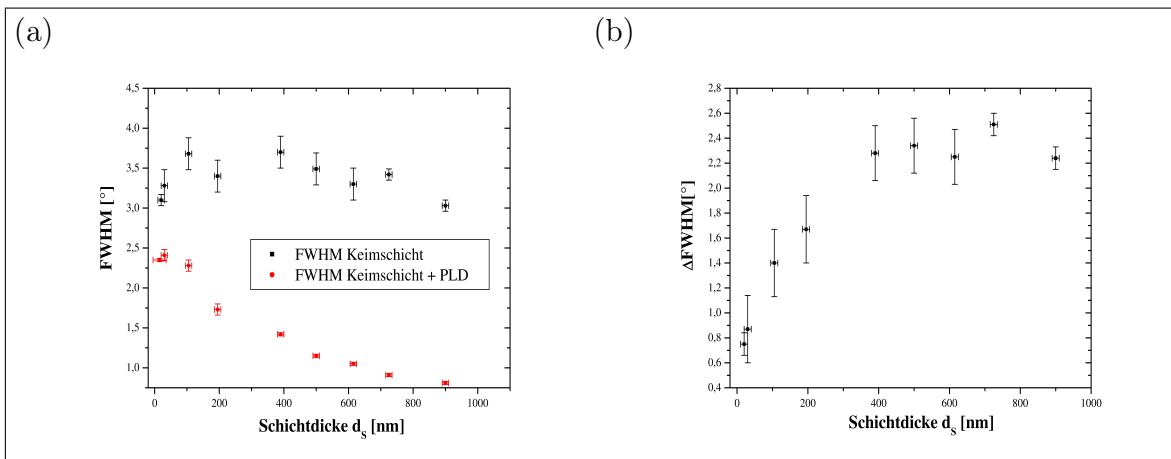 (a)
(b)
4,5
4,0
3,5
3,0
2,5
2,0
1,5
1,0
FWHM [°]
FWHM Keimschicht
FWHM Keimschicht + PLD
0 200 400 600 800 1000
Schichtdicke d_S [nm]
2,8
2,6
2,4
2,2
2,0
1,8
1,6
1,4
1,2
1,0
0,8
0,6
0,4
ΔFWHM[°]
0 200 400 600 800 1000
Schichtdicke d_S [nm]